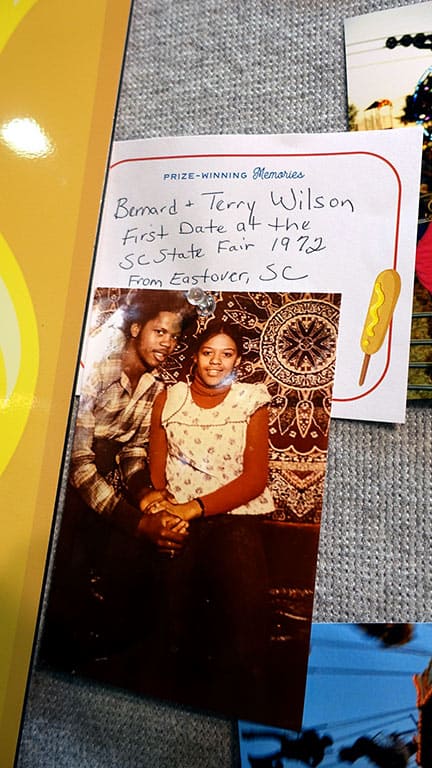 PRIZE-WINNING Memories
Bernard + Terry Wilson
First Date at the
SC State Fair 1972
From Eastover, SC